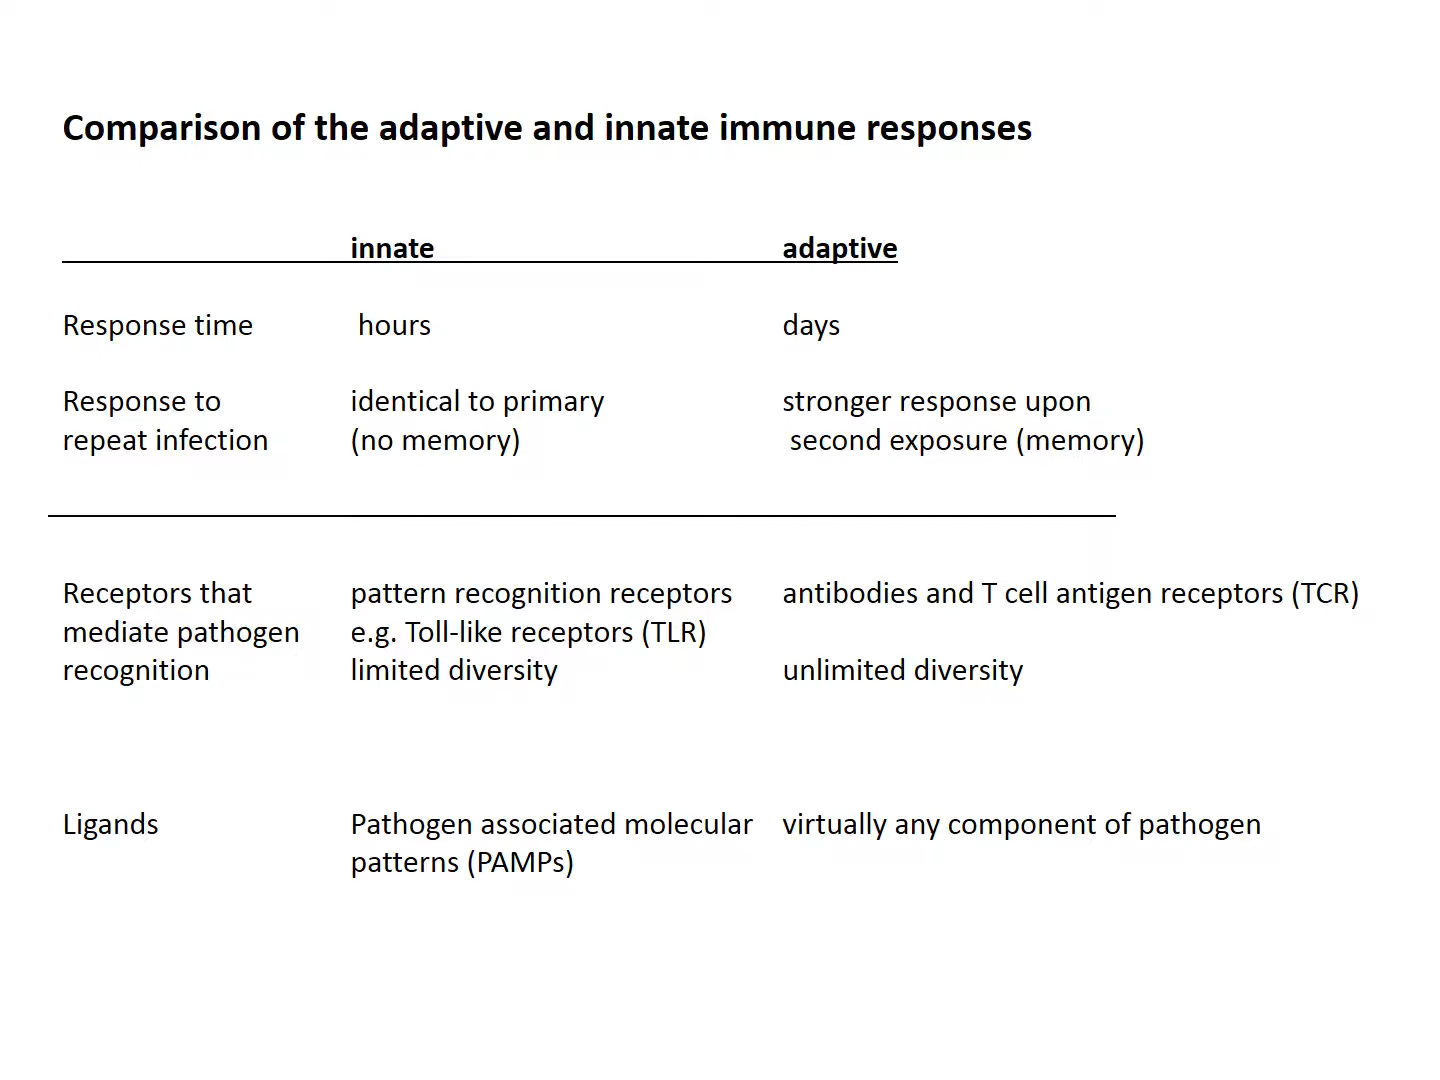 Comparison of the adaptive and innate immune responses
innate adaptive
Response time hours days
Response to identical to primary stronger response upon
repeat infection (no memory) second exposure (memory)
Receptors that pattern recognition receptors antibodies and T cell antigen receptors (TCR)
mediate pathogen e.g. Toll-like receptors (TLR)
recognition limited diversity unlimited diversity
Ligands Pathogen associated molecular virtually any component of pathogen
patterns (PAMPs)